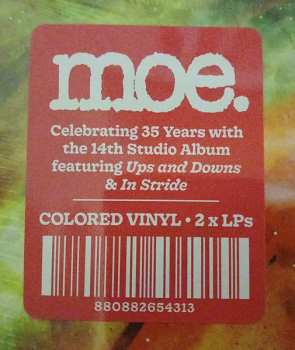 moe.
Celebrating 35 Years with
the 14th Studio Album
featuring Ups and Downs
& In Stride
COLORED VINYL • 2 x LPs
880882654313